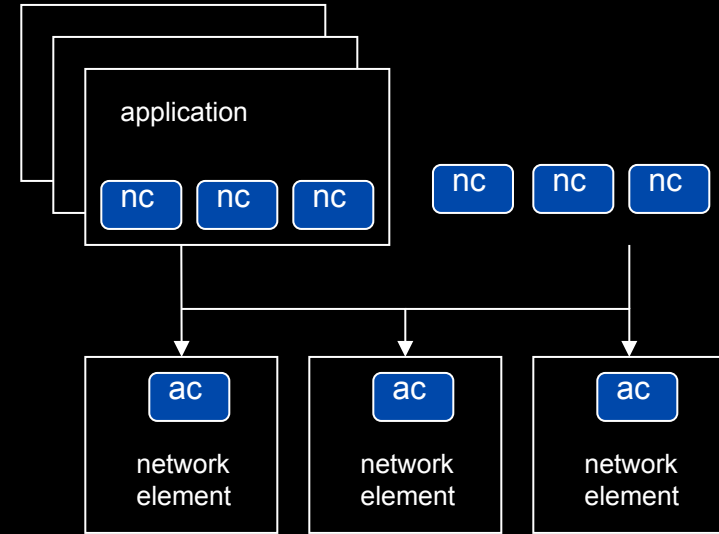 application
nc nc nc
nc nc nc
ac ac ac
network network network
element element element